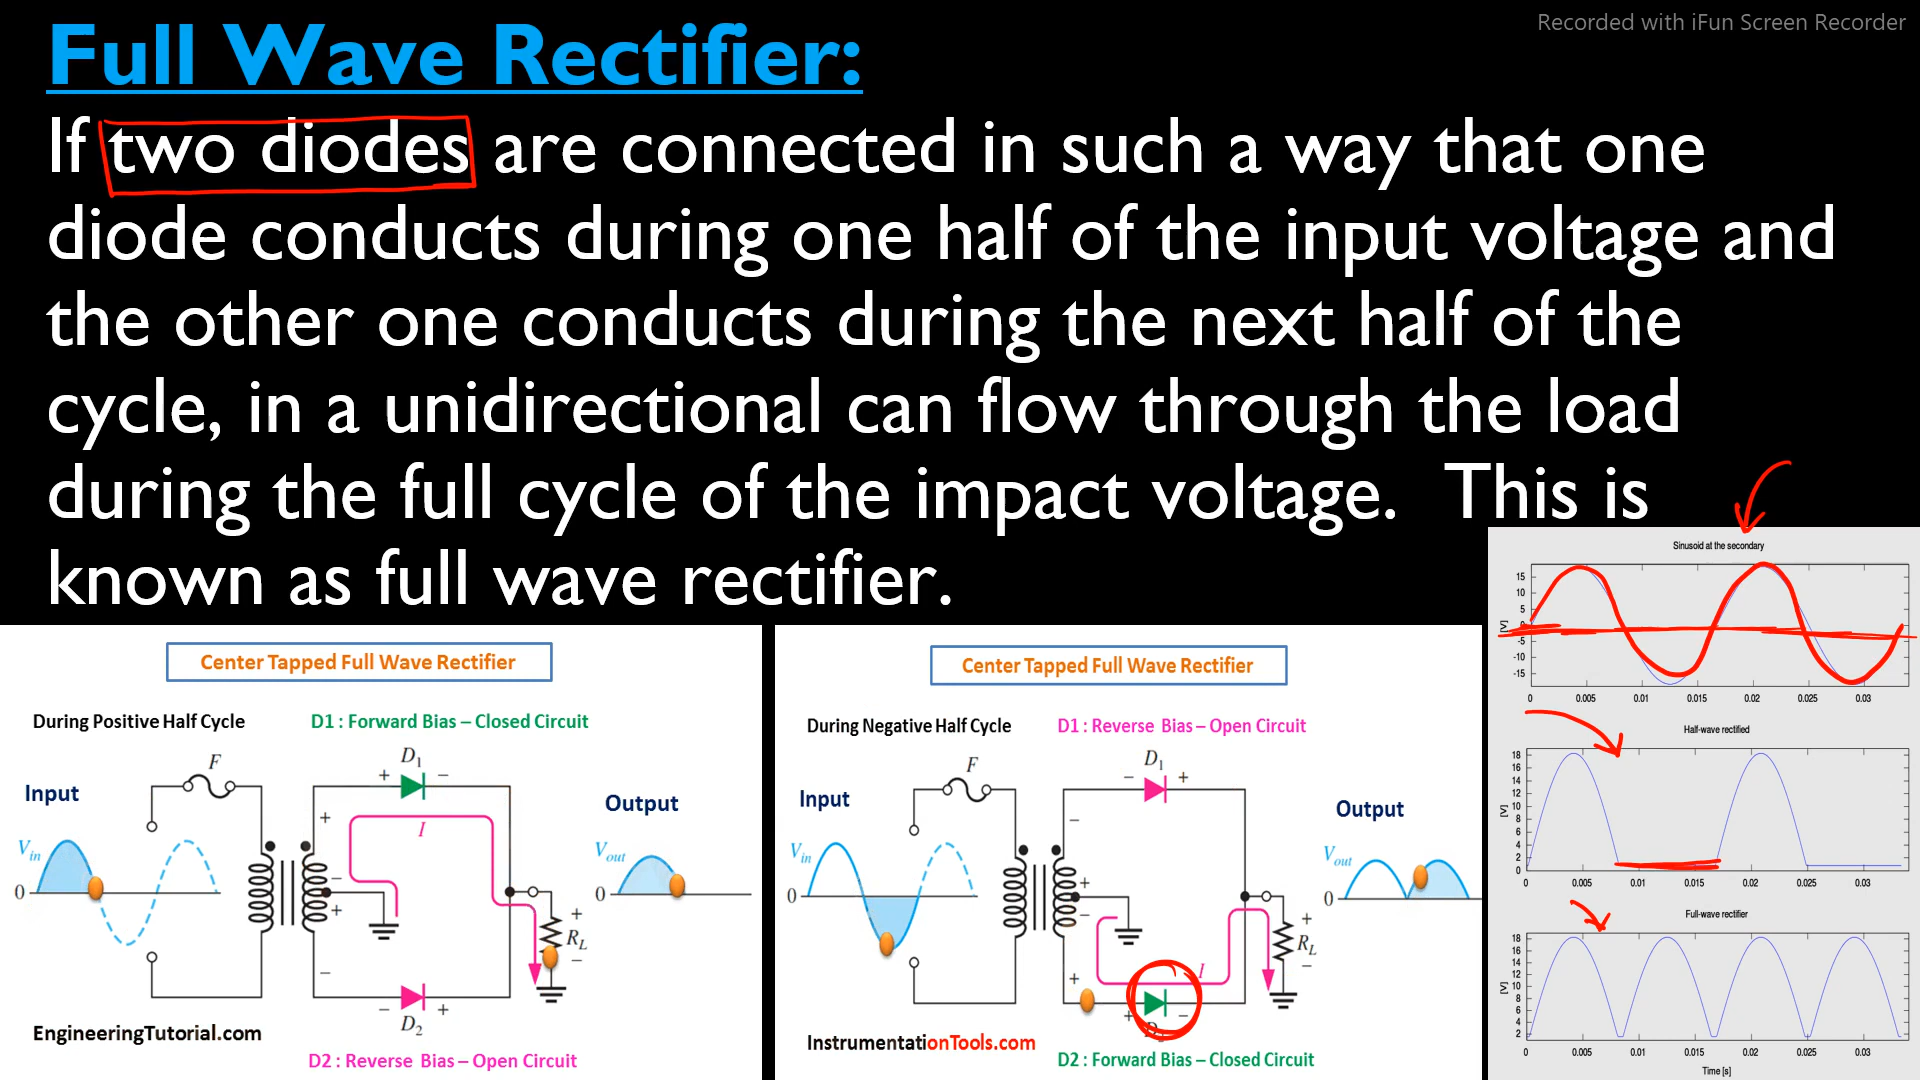 Recorded with iFun Screen Recorder
Full Wave Rectifier:
If two diodes are connected in such a way that one
diode conducts during one half of the input voltage and
the other one conducts during the next half of the
cycle, in a unidirectional can flow through the load
during the full cycle of the impact voltage. This is
known as full wave rectifier.
Center Tapped Full Wave Rectifier
During Positive Half Cycle
D1 : Forward Bias – Closed Circuit
F
D1
+ −
Input
Output
+
I
Vin
Vout
0
−
+
0
+
RL
−
−
− +
D2
EngineeringTutorial.com
D2 : Reverse Bias – Open Circuit
Center Tapped Full Wave Rectifier
During Negative Half Cycle
D1 : Reverse Bias – Open Circuit
F
D1
− +
Input
Output
−
Vin
Vout
0
+
−
0
+
RL
−
+
I
+ −
InstrumentationTools.com
D2 : Forward Bias – Closed Circuit
Sinusoid at the secondary
15
10
5
0
-5
-10
-15
[V]
0 0.005 0.01 0.015 0.02 0.025 0.03
Half-wave rectified
18
16
14
12
10
8
6
4
2
0
[V]
0 0.005 0.01 0.015 0.02 0.025 0.03
Full-wave rectifier
18
16
14
12
10
8
6
4
2
[V]
0 0.005 0.01 0.015 0.02 0.025 0.03
Time [s]